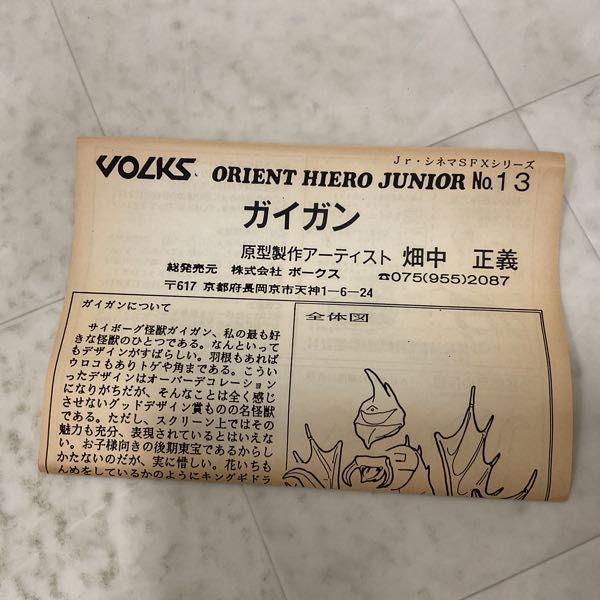 Jr・シネマSFXシリーズ
VOLKS ORIENT HIERO JUNIOR No.13
ガイガン
原型製作アーティスト 畑中 正義
総発売元 株式会社 ボークス ☎075(955)2087
〒617 京都府長岡京市天神1-6-24
ガイガンについて
サイボーグ怪獣ガイガン、私の最も好
きな怪獣のひとつである。なんといって
もデザインがすばらしい。羽根もあれば
ウロコもありトゲや角まである。こうい
ったデザインはオーバーデコレーション
になりがちだが、そんなことは全く感じ
させないグッドデザイン賞ものの名怪獣
である。ただし、スクリーン上ではその
魅力も充分、表現されているとはいえな
い。お子様向きの後期東宝であるからし
かたないのだが、実に惜しい。花いちも
んめをしているかのようにキングギドラ
全体図